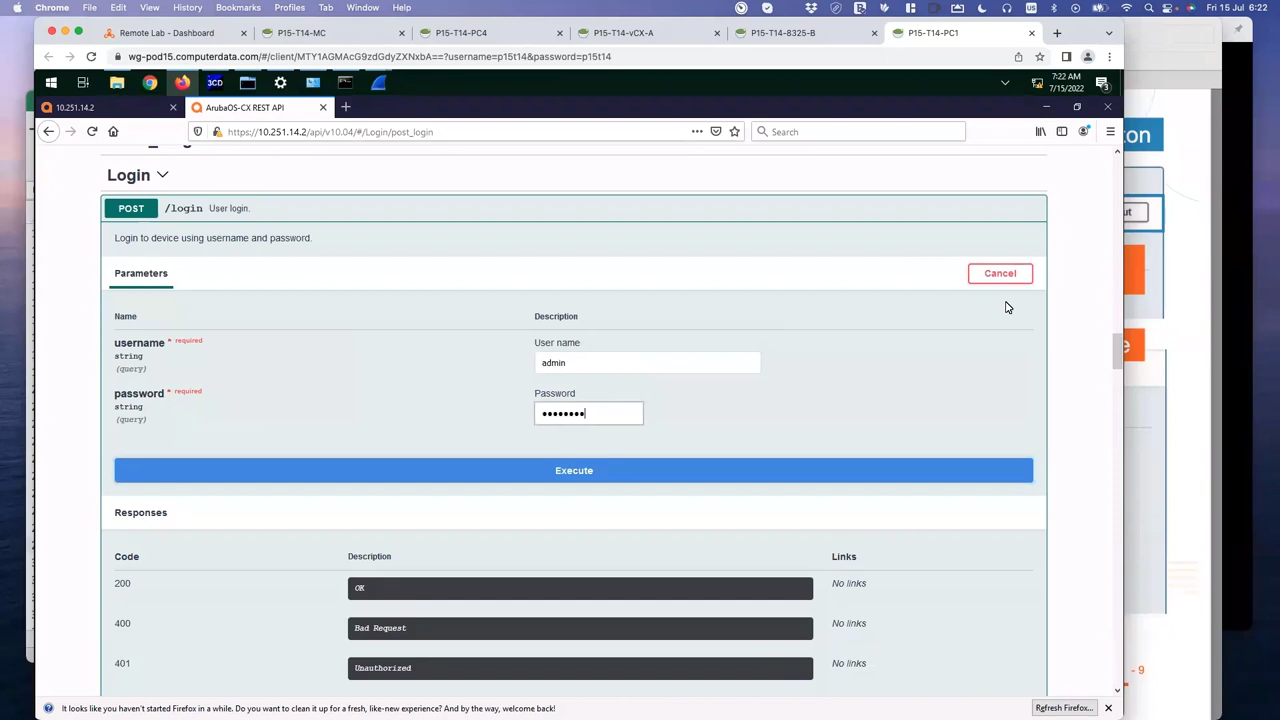 Chrome File Edit View History Bookmarks Profiles Tab Window Help
Fri 15 Jul 6:22
Remote Lab - Dashboard
P15-T14-MC
P15-T14-PC4
P15-T14-vCX-A
P15-T14-8325-B
P15-T14-PC1
wg-pod15.computerdata.com/#/client/MTY1AGMAcG9zdGdyZXNxbA==?username=p15t14&password=p15t14
7:22 AM
7/15/2022
3
10.251.14.2
ArubaOS-CX REST API
https://10.251.14.2/api/v10.04/#/Login/post_login
Search
Login
POST /login User login.
Login to device using username and password.
Parameters
Cancel
Name
Description
username * required
string
(query)
User name
admin
password * required
string
(query)
Password
••••••••
Execute
Responses
Code
Description
Links
200
OK
No links
400
Bad Request
No links
401
Unauthorized
No links
It looks like you haven't started Firefox in a while. Do you want to clean it up for a fresh, like-new experience? And by the way, welcome back!
Refresh Firefox...
on
ut
e
- 9